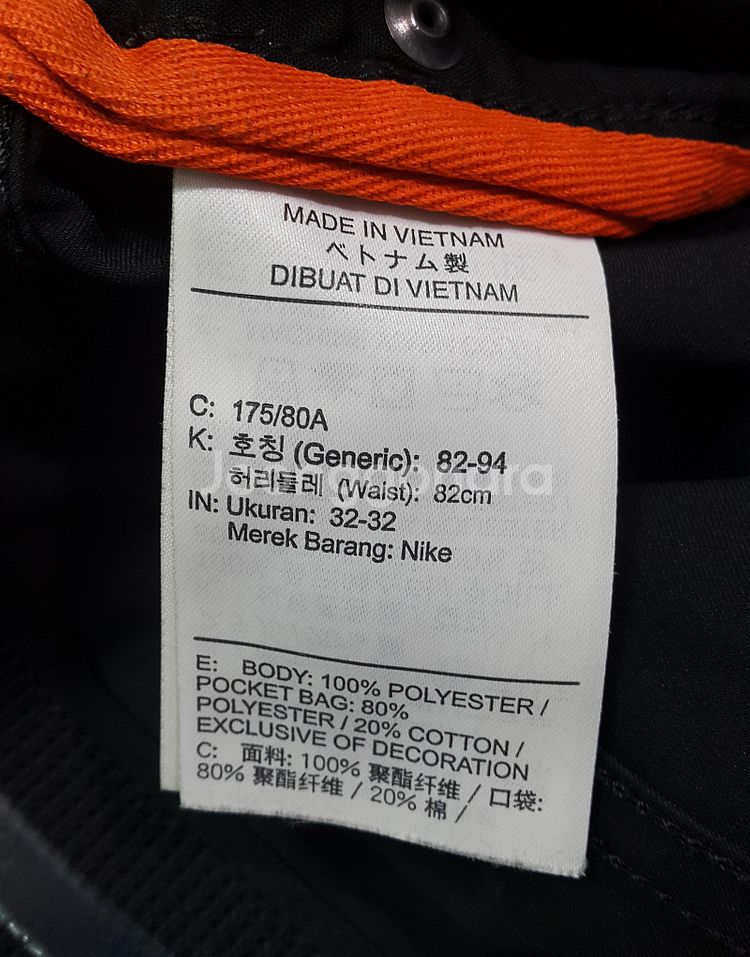 MADE IN VIETNAM
ベトナム製
DIBUAT DI VIETNAM
C: 175/80A
K: 호칭 (Generic): 82-94
허리둘레 (Waist): 82cm
IN: Ukuran: 32-32
Merek Barang: Nike
E: BODY: 100% POLYESTER /
POCKET BAG: 80%
POLYESTER / 20% COTTON /
EXCLUSIVE OF DECORATION
C: 面料: 100% 聚酯纤维 / 口袋:
80% 聚酯纤维 / 20% 棉 /